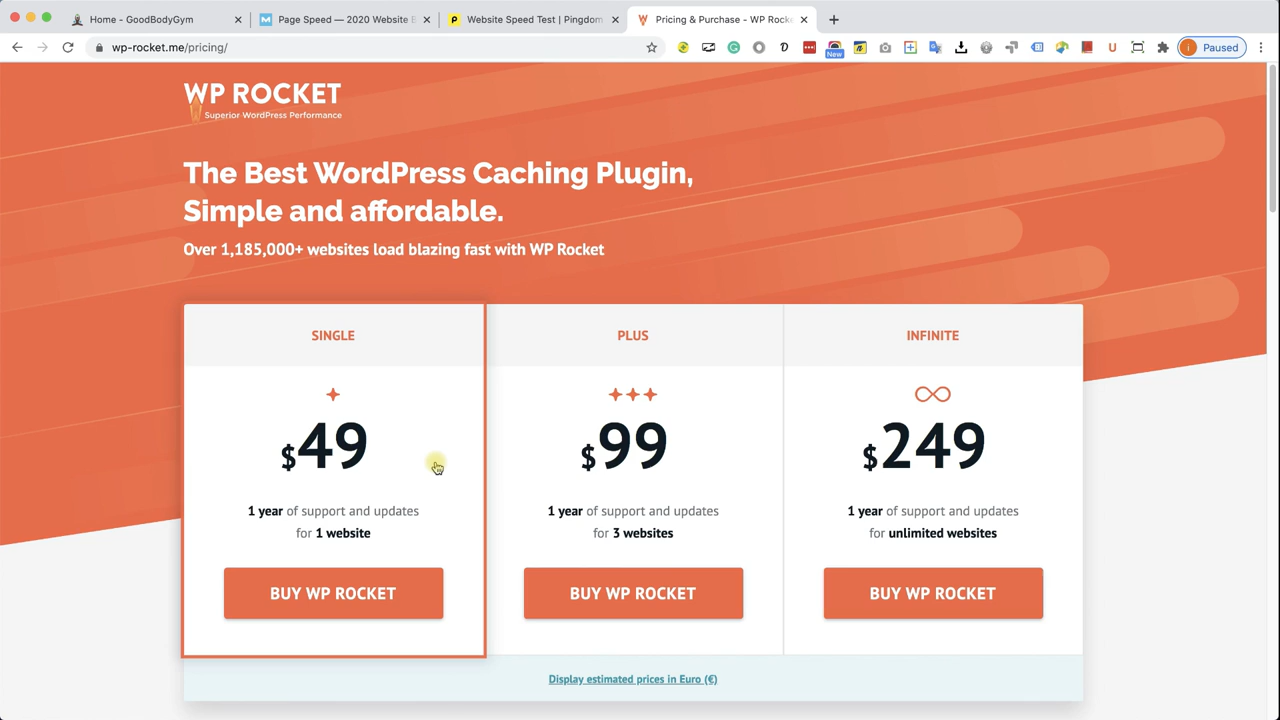 Home - GoodBodyGym
Page Speed — 2020 Website B
Website Speed Test | Pingdom
Pricing & Purchase - WP Rocke
wp-rocket.me/pricing/
New
Paused
WP ROCKET
Superior WordPress Performance
The Best WordPress Caching Plugin,
Simple and affordable.
Over 1,185,000+ websites load blazing fast with WP Rocket
SINGLE
$49
1 year of support and updates
for 1 website
BUY WP ROCKET
PLUS
$99
1 year of support and updates
for 3 websites
BUY WP ROCKET
INFINITE
$249
1 year of support and updates
for unlimited websites
BUY WP ROCKET
Display estimated prices in Euro (€)